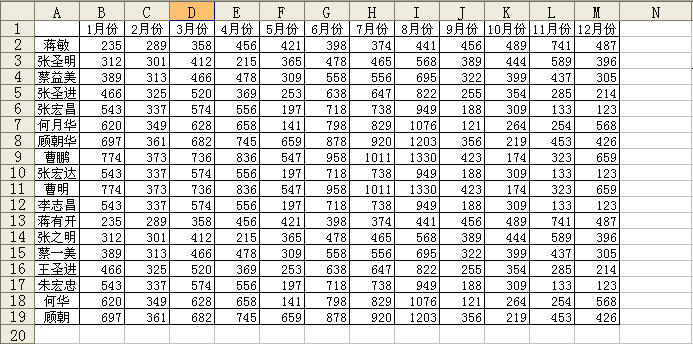 A B C D E F G H I J K L M N
1 1月份 2月份 3月份 4月份 5月份 6月份 7月份 8月份 9月份 10月份 11月份 12月份
2 蒋敏 235 289 358 456 421 398 374 441 456 489 741 487
3 张圣明 312 301 412 215 365 478 465 568 389 444 589 396
4 蔡益美 389 313 466 478 309 558 556 695 322 399 437 305
5 张圣进 466 325 520 369 253 638 647 822 255 354 285 214
6 张宏昌 543 337 574 556 197 718 738 949 188 309 133 123
7 何月华 620 349 628 658 141 798 829 1076 121 264 254 568
8 顾朝华 697 361 682 745 659 878 920 1203 356 219 453 426
9 曹鹏 774 373 736 836 547 958 1011 1330 423 174 323 659
10 张宏达 543 337 574 556 197 718 738 949 188 309 133 123
11 曹明 774 373 736 836 547 958 1011 1330 423 174 323 659
12 李志昌 543 337 574 556 197 718 738 949 188 309 133 123
13 蒋有开 235 289 358 456 421 398 374 441 456 489 741 487
14 张之明 312 301 412 215 365 478 465 568 389 444 589 396
15 蔡一美 389 313 466 478 309 558 556 695 322 399 437 305
16 王圣进 466 325 520 369 253 638 647 822 255 354 285 214
17 朱宏忠 543 337 574 556 197 718 738 949 188 309 133 123
18 何华 620 349 628 658 141 798 829 1076 121 264 254 568
19 顾朝 697 361 682 745 659 878 920 1203 356 219 453 426
20